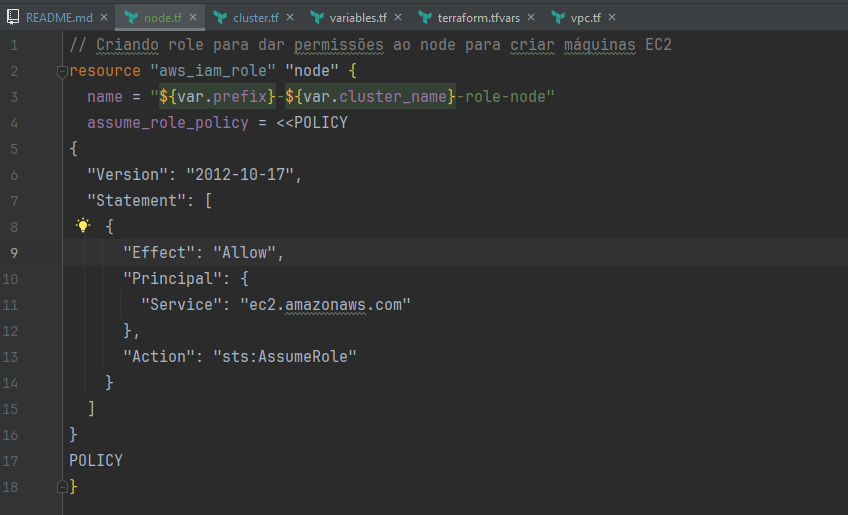 README.md node.tf cluster.tf variables.tf terraform.tfvars vpc.tf
1 // Criando role para dar permissões ao node para criar máquinas EC2
2 resource "aws_iam_role" "node" {
3 name = "${var.prefix}-${var.cluster_name}-role-node"
4 assume_role_policy = <<POLICY
5 {
6 "Version": "2012-10-17",
7 "Statement": [
8 {
9 "Effect": "Allow",
10 "Principal": {
11 "Service": "ec2.amazonaws.com"
12 },
13 "Action": "sts:AssumeRole"
14 }
15 ]
16 }
17 POLICY
18 }